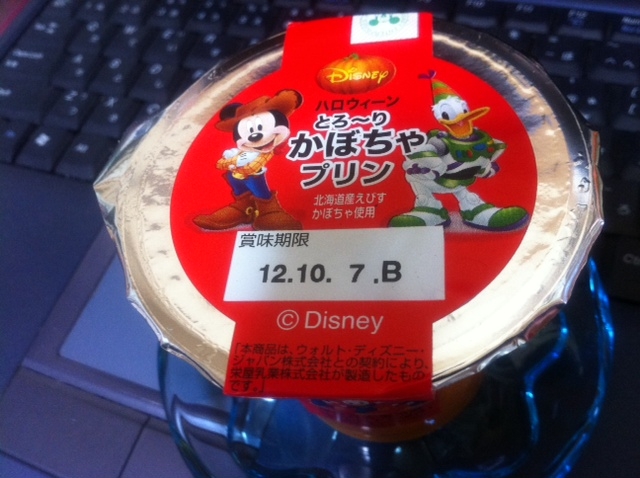 Disney
ハロウィーン
とろ～り
かぼちゃ
プリン
北海道産えびす
かぼちゃ使用
賞味期限
12.10. 7 .B
© Disney
「本商品は、ウォルト・ディズニー・
ジャパン株式会社との契約により、
栄屋乳業株式会社が製造したもの
です。」